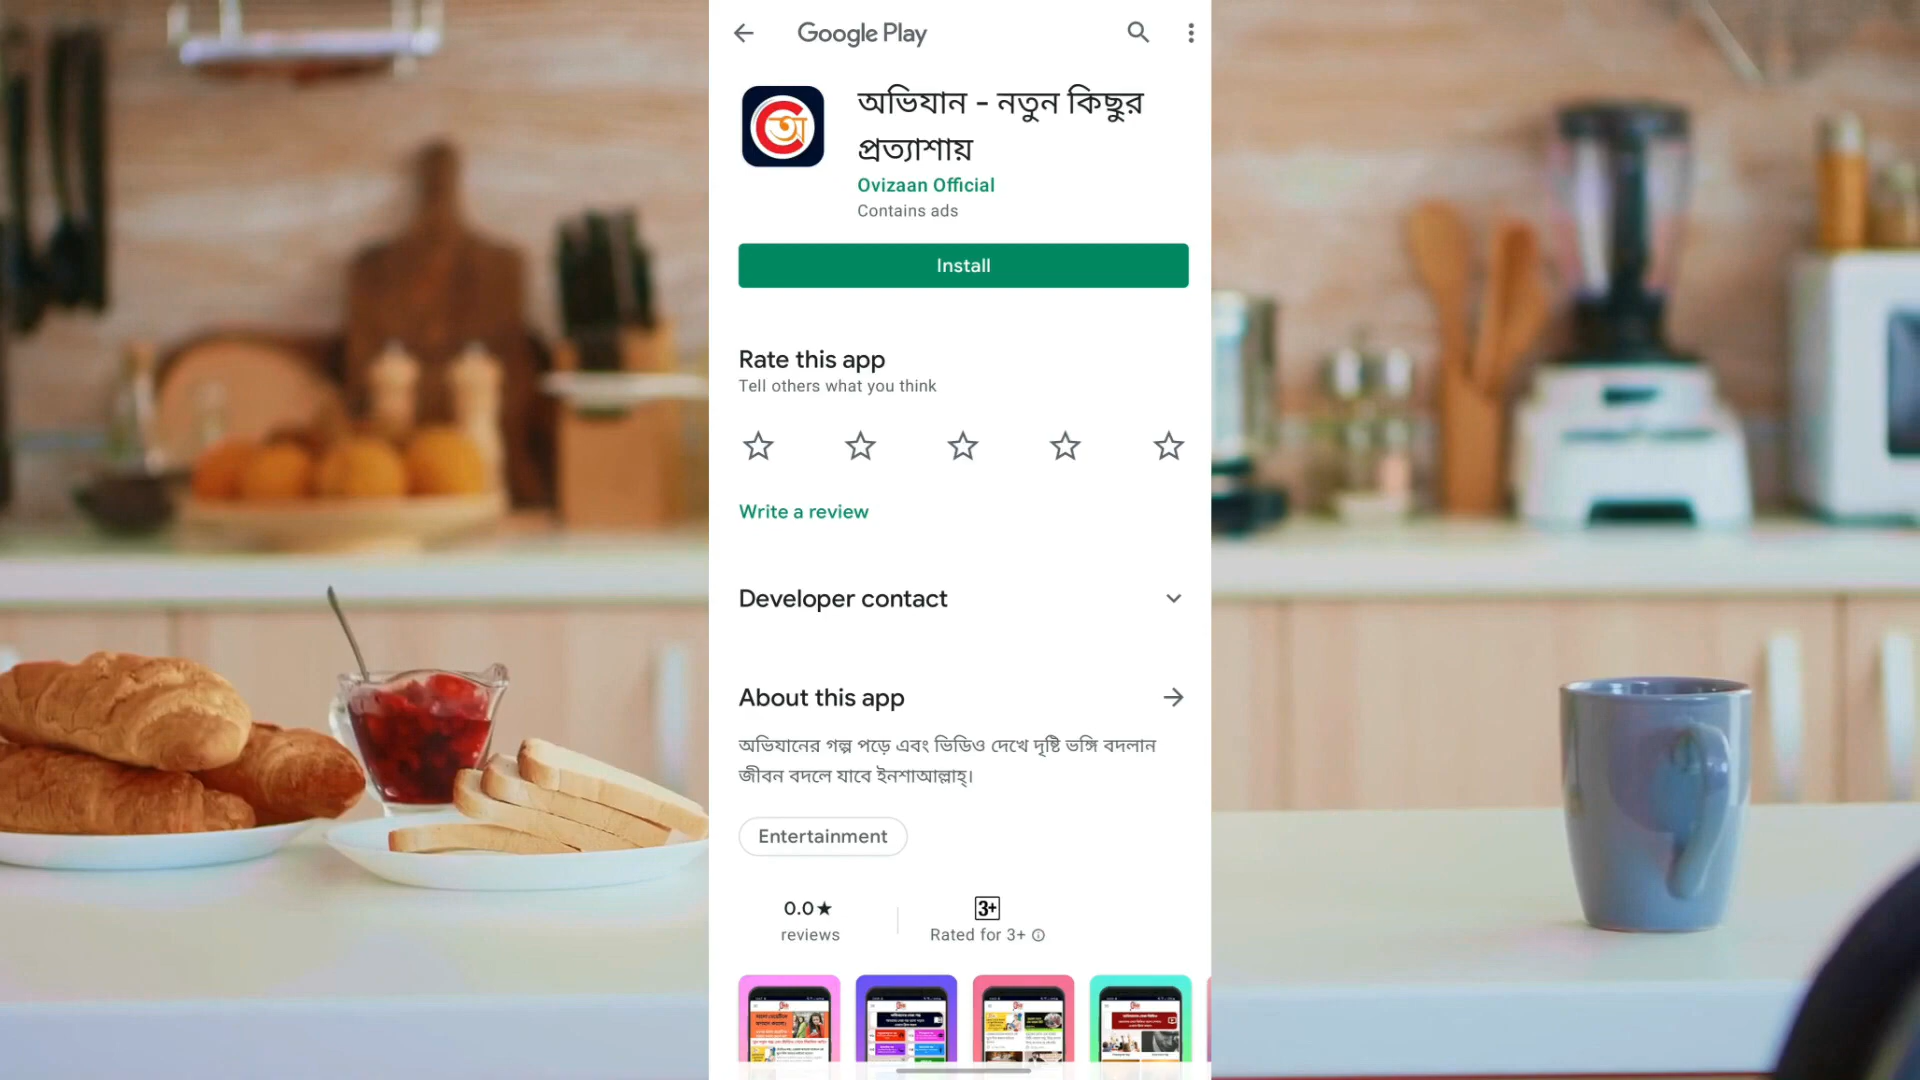 Google Play
অভিযান - নতুন কিছুর
প্রত্যাশায়
Ovizaan Official
Contains ads
Install
Rate this app
Tell others what you think
Write a review
Developer contact
About this app
অভিযানের গল্প পড়ে এবং ভিডিও দেখে দৃষ্টি ভঙ্গি বদলান
জীবন বদলে যাবে ইনশাআল্লাহ্।
Entertainment
0.0★
3+
reviews
Rated for 3+